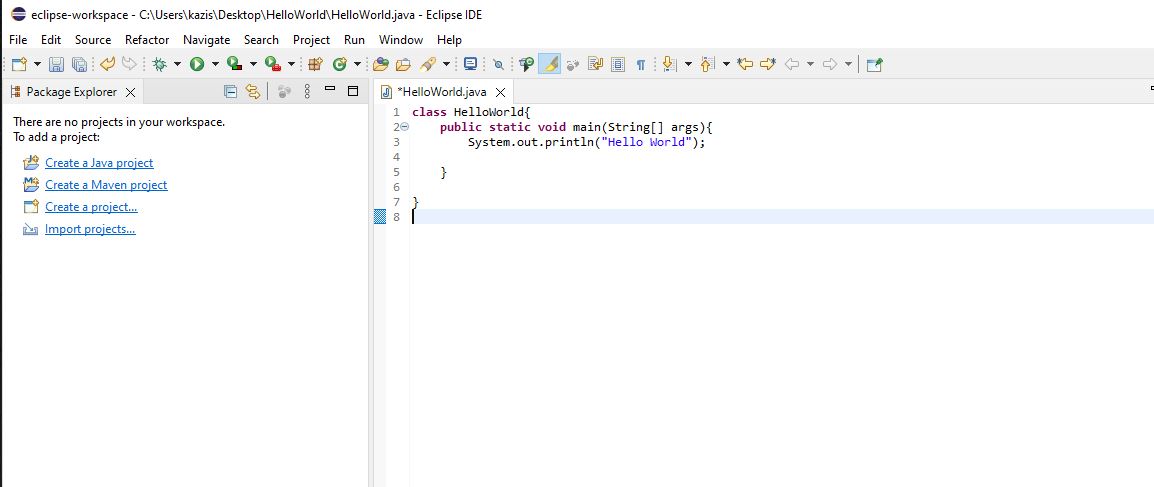 eclipse-workspace - C:\Users\kazis\Desktop\HelloWorld\HelloWorld.java - Eclipse IDE
File Edit Source Refactor Navigate Search Project Run Window Help
Package Explorer
There are no projects in your workspace.
To add a project:
Create a Java project
Create a Maven project
Create a project...
Import projects...
*HelloWorld.java
1 class HelloWorld{
2 public static void main(String[] args){
3 System.out.println("Hello World");
4
5 }
6
7 }
8